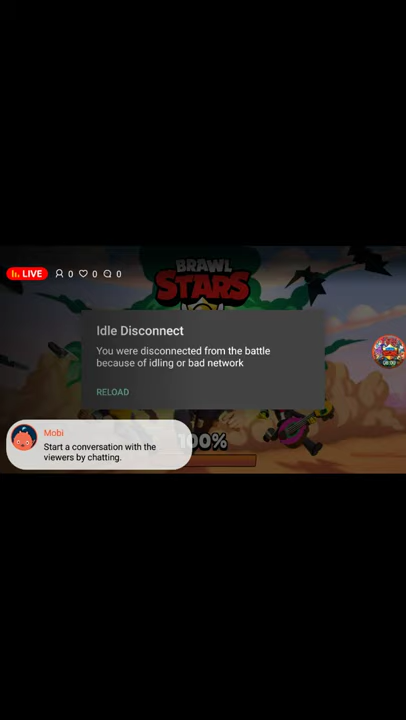 LIVE 0 0 0
BRAWL
STARS
Idle Disconnect
You were disconnected from the battle
because of idling or bad network
RELOAD
100%
Mobi
Start a conversation with the
viewers by chatting.